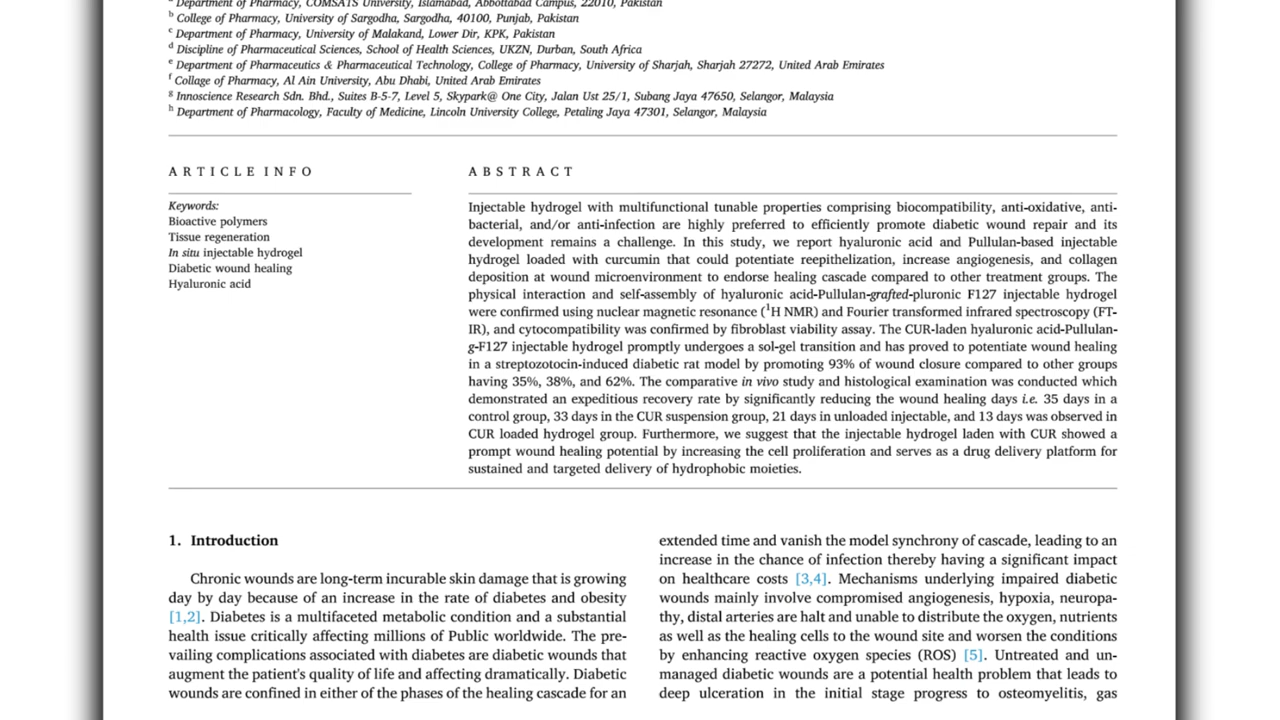 a Department of Pharmacy, COMSATS University, Islamabad, Abbottabad Campus, 22010, Pakistan
b College of Pharmacy, University of Sargodha, Sargodha, 40100, Punjab, Pakistan
c Department of Pharmacy, University of Malakand, Lower Dir, KPK, Pakistan
d Discipline of Pharmaceutical Sciences, School of Health Sciences, UKZN, Durban, South Africa
e Department of Pharmaceutics & Pharmaceutical Technology, College of Pharmacy, University of Sharjah, Sharjah 27272, United Arab Emirates
f Collage of Pharmacy, Al Ain University, Abu Dhabi, United Arab Emirates
g Innoscience Research Sdn. Bhd., Suites B-5-7, Level 5, Skypark@ One City, Jalan Ust 25/1, Subang Jaya 47650, Selangor, Malaysia
h Department of Pharmacology, Faculty of Medicine, Lincoln University College, Petaling Jaya 47301, Selangor, Malaysia
ARTICLE INFO
Keywords:
Bioactive polymers
Tissue regeneration
In situ injectable hydrogel
Diabetic wound healing
Hyaluronic acid
ABSTRACT
Injectable hydrogel with multifunctional tunable properties comprising biocompatibility, anti-oxidative, anti-
bacterial, and/or anti-infection are highly preferred to efficiently promote diabetic wound repair and its
development remains a challenge. In this study, we report hyaluronic acid and Pullulan-based injectable
hydrogel loaded with curcumin that could potentiate reepithelization, increase angiogenesis, and collagen
deposition at wound microenvironment to endorse healing cascade compared to other treatment groups. The
physical interaction and self-assembly of hyaluronic acid-Pullulan-grafted-pluronic F127 injectable hydrogel
were confirmed using nuclear magnetic resonance (1H NMR) and Fourier transformed infrared spectroscopy (FT-
IR), and cytocompatibility was confirmed by fibroblast viability assay. The CUR-laden hyaluronic acid-Pullulan-
g-F127 injectable hydrogel promptly undergoes a sol-gel transition and has proved to potentiate wound healing
in a streptozotocin-induced diabetic rat model by promoting 93% of wound closure compared to other groups
having 35%, 38%, and 62%. The comparative in vivo study and histological examination was conducted which
demonstrated an expeditious recovery rate by significantly reducing the wound healing days i.e. 35 days in a
control group, 33 days in the CUR suspension group, 21 days in unloaded injectable, and 13 days was observed in
CUR loaded hydrogel group. Furthermore, we suggest that the injectable hydrogel laden with CUR showed a
prompt wound healing potential by increasing the cell proliferation and serves as a drug delivery platform for
sustained and targeted delivery of hydrophobic moieties.
1. Introduction
Chronic wounds are long-term incurable skin damage that is growing
day by day because of an increase in the rate of diabetes and obesity
[1,2]. Diabetes is a multifaceted metabolic condition and a substantial
health issue critically affecting millions of Public worldwide. The pre-
vailing complications associated with diabetes are diabetic wounds that
augment the patient's quality of life and affecting dramatically. Diabetic
wounds are confined in either of the phases of the healing cascade for an
extended time and vanish the model synchrony of cascade, leading to an
increase in the chance of infection thereby having a significant impact
on healthcare costs [3,4]. Mechanisms underlying impaired diabetic
wounds mainly involve compromised angiogenesis, hypoxia, neuropa-
thy, distal arteries are halt and unable to distribute the oxygen, nutrients
as well as the healing cells to the wound site and worsen the conditions
by enhancing reactive oxygen species (ROS) [5]. Untreated and un-
managed diabetic wounds are a potential health problem that leads to
deep ulceration in the initial stage progress to osteomyelitis, gas